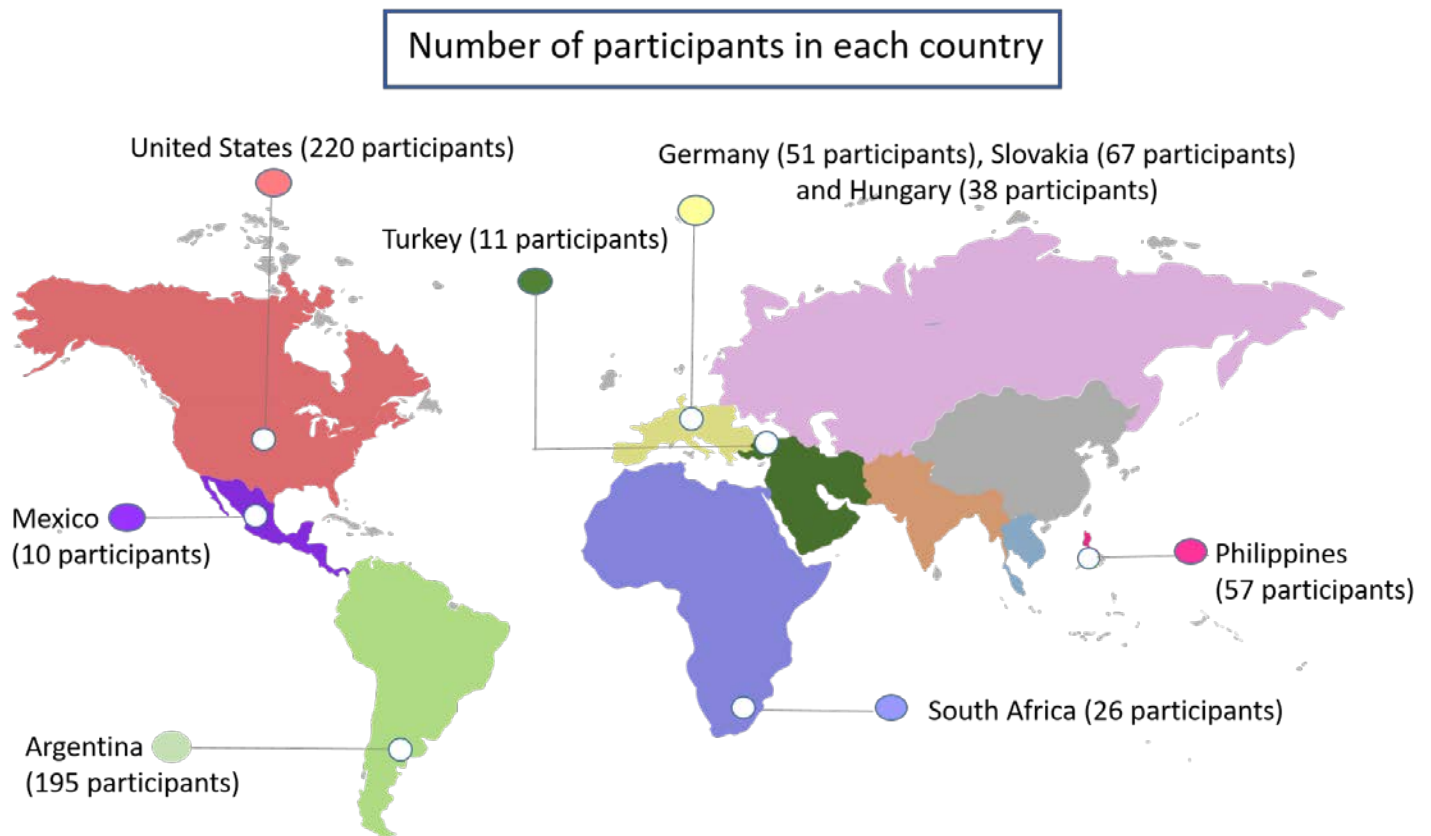 Number of participants in each country
United States (220 participants)
Germany (51 participants), Slovakia (67 participants)
and Hungary (38 participants)
Turkey (11 participants)
Mexico
(10 participants)
Philippines
(57 participants)
South Africa (26 participants)
Argentina
(195 participants)